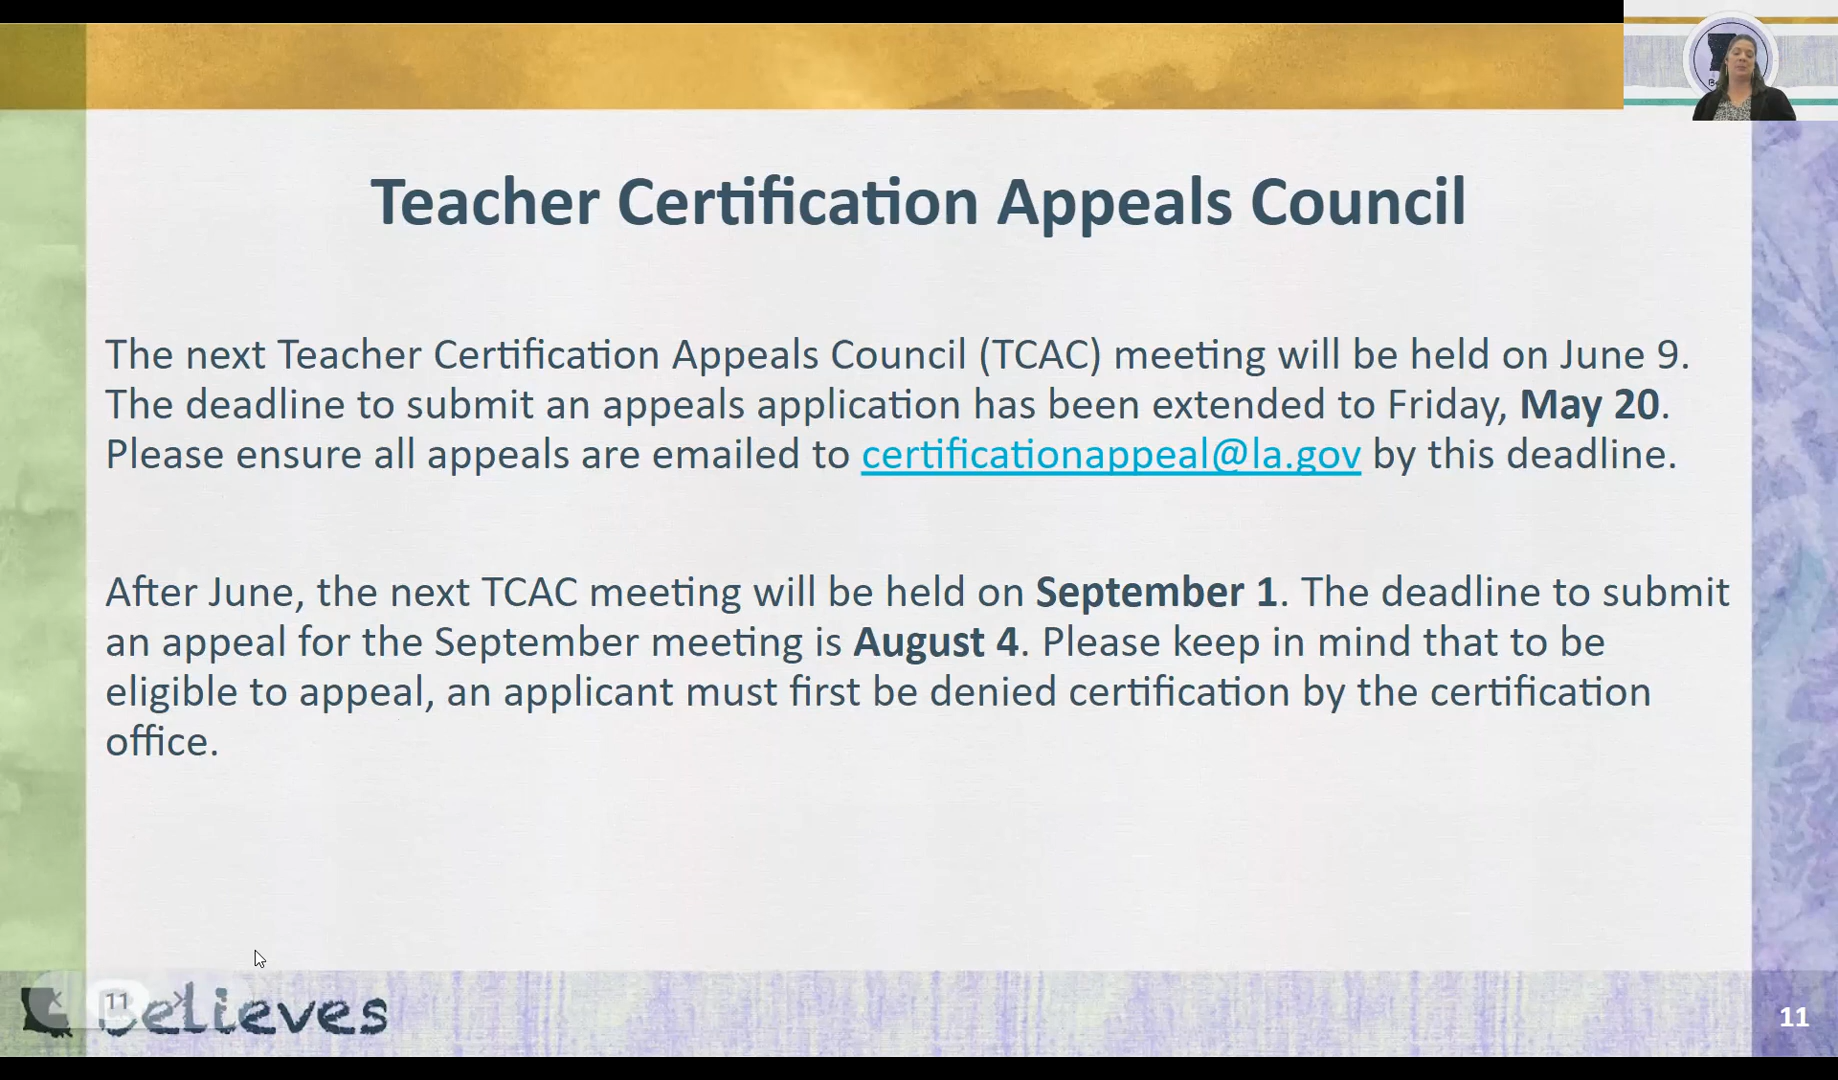 Teacher Certification Appeals Council
The next Teacher Certification Appeals Council (TCAC) meeting will be held on June 9.
The deadline to submit an appeals application has been extended to Friday, May 20.
Please ensure all appeals are emailed to certificationappeal@la.gov by this deadline.
After June, the next TCAC meeting will be held on September 1. The deadline to submit
an appeal for the September meeting is August 4. Please keep in mind that to be
eligible to appeal, an applicant must first be denied certification by the certification
office.
11
Believes
11